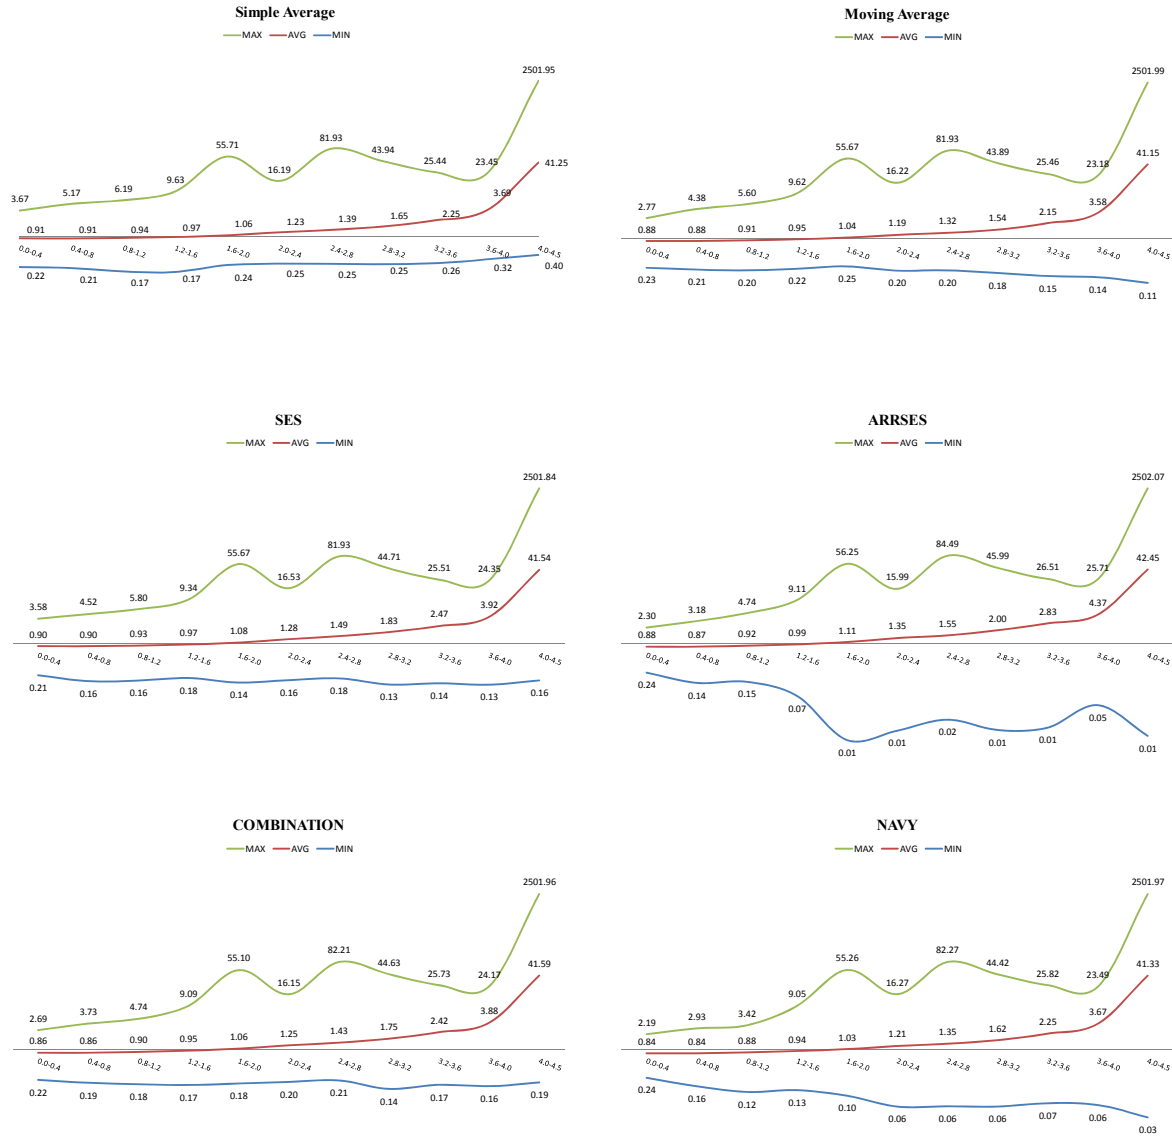 Simple Average
MAX AVG MIN
3.67 5.17 6.19 9.63 55.71 16.19 81.93 43.94 25.44 23.45 2501.95
0.91 0.91 0.94 0.97 1.06 1.23 1.39 1.65 2.25 3.69 41.25
0.0-0.4 0.4-0.8 0.8-1.2 1.2-1.6 1.6-2.0 2.0-2.4 2.4-2.8 2.8-3.2 3.2-3.6 3.6-4.0 4.0-4.5
0.22 0.21 0.17 0.17 0.24 0.25 0.25 0.25 0.26 0.32 0.40
Moving Average
MAX AVG MIN
2.77 4.38 5.60 9.62 55.67 16.22 81.93 43.89 25.46 23.18 2501.99
0.88 0.88 0.91 0.95 1.04 1.19 1.32 1.54 2.15 3.58 41.15
0.0-0.4 0.4-0.8 0.8-1.2 1.2-1.6 1.6-2.0 2.0-2.4 2.4-2.8 2.8-3.2 3.2-3.6 3.6-4.0 4.0-4.5
0.23 0.21 0.20 0.22 0.25 0.20 0.20 0.18 0.15 0.14 0.11
SES
MAX AVG MIN
3.58 4.52 5.80 9.34 55.67 16.53 81.93 44.71 25.51 24.35 2501.84
0.90 0.90 0.93 0.97 1.08 1.28 1.49 1.83 2.47 3.92 41.54
0.0-0.4 0.4-0.8 0.8-1.2 1.2-1.6 1.6-2.0 2.0-2.4 2.4-2.8 2.8-3.2 3.2-3.6 3.6-4.0 4.0-4.5
0.21 0.16 0.16 0.18 0.14 0.16 0.18 0.13 0.14 0.13 0.16
ARRSES
MAX AVG MIN
2.30 3.18 4.74 9.11 56.25 15.99 84.49 45.99 26.51 25.71 2502.07
0.88 0.87 0.92 0.99 1.11 1.35 1.55 2.00 2.83 4.37 42.45
0.0-0.4 0.4-0.8 0.8-1.2 1.2-1.6 1.6-2.0 2.0-2.4 2.4-2.8 2.8-3.2 3.2-3.6 3.6-4.0 4.0-4.5
0.24 0.14 0.15 0.07 0.01 0.01 0.02 0.01 0.01 0.05 0.01
COMBINATION
MAX AVG MIN
2.69 3.73 4.74 9.09 55.10 16.15 82.21 44.63 25.73 24.17 2501.96
0.86 0.86 0.90 0.95 1.06 1.25 1.43 1.75 2.42 3.88 41.59
0.0-0.4 0.4-0.8 0.8-1.2 1.2-1.6 1.6-2.0 2.0-2.4 2.4-2.8 2.8-3.2 3.2-3.6 3.6-4.0 4.0-4.5
0.22 0.19 0.18 0.17 0.18 0.20 0.21 0.14 0.17 0.16 0.19
NAVY
MAX AVG MIN
2.19 2.93 3.42 9.05 55.26 16.27 82.27 44.42 25.82 23.49 2501.97
0.84 0.84 0.88 0.94 1.03 1.21 1.35 1.62 2.25 3.67 41.33
0.0-0.4 0.4-0.8 0.8-1.2 1.2-1.6 1.6-2.0 2.0-2.4 2.4-2.8 2.8-3.2 3.2-3.6 3.6-4.0 4.0-4.5
0.24 0.16 0.12 0.13 0.10 0.06 0.06 0.06 0.07 0.06 0.03